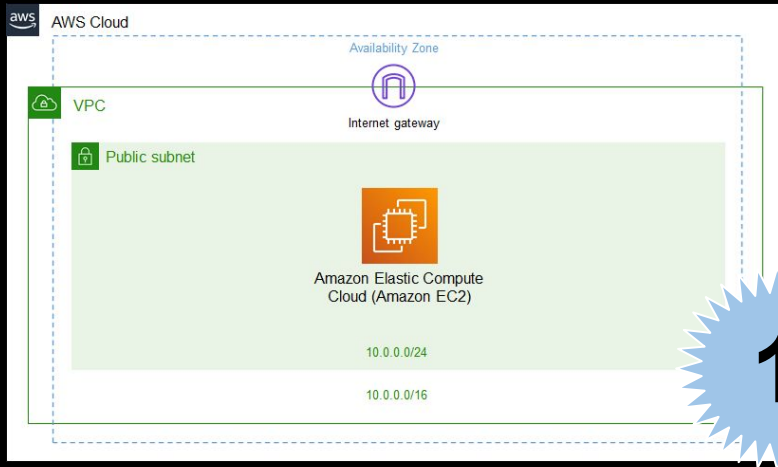 aws
AWS Cloud
Availability Zone
VPC
Internet gateway
Public subnet
Amazon Elastic Compute
Cloud (Amazon EC2)
10.0.0.0/24
10.0.0.0/16
1